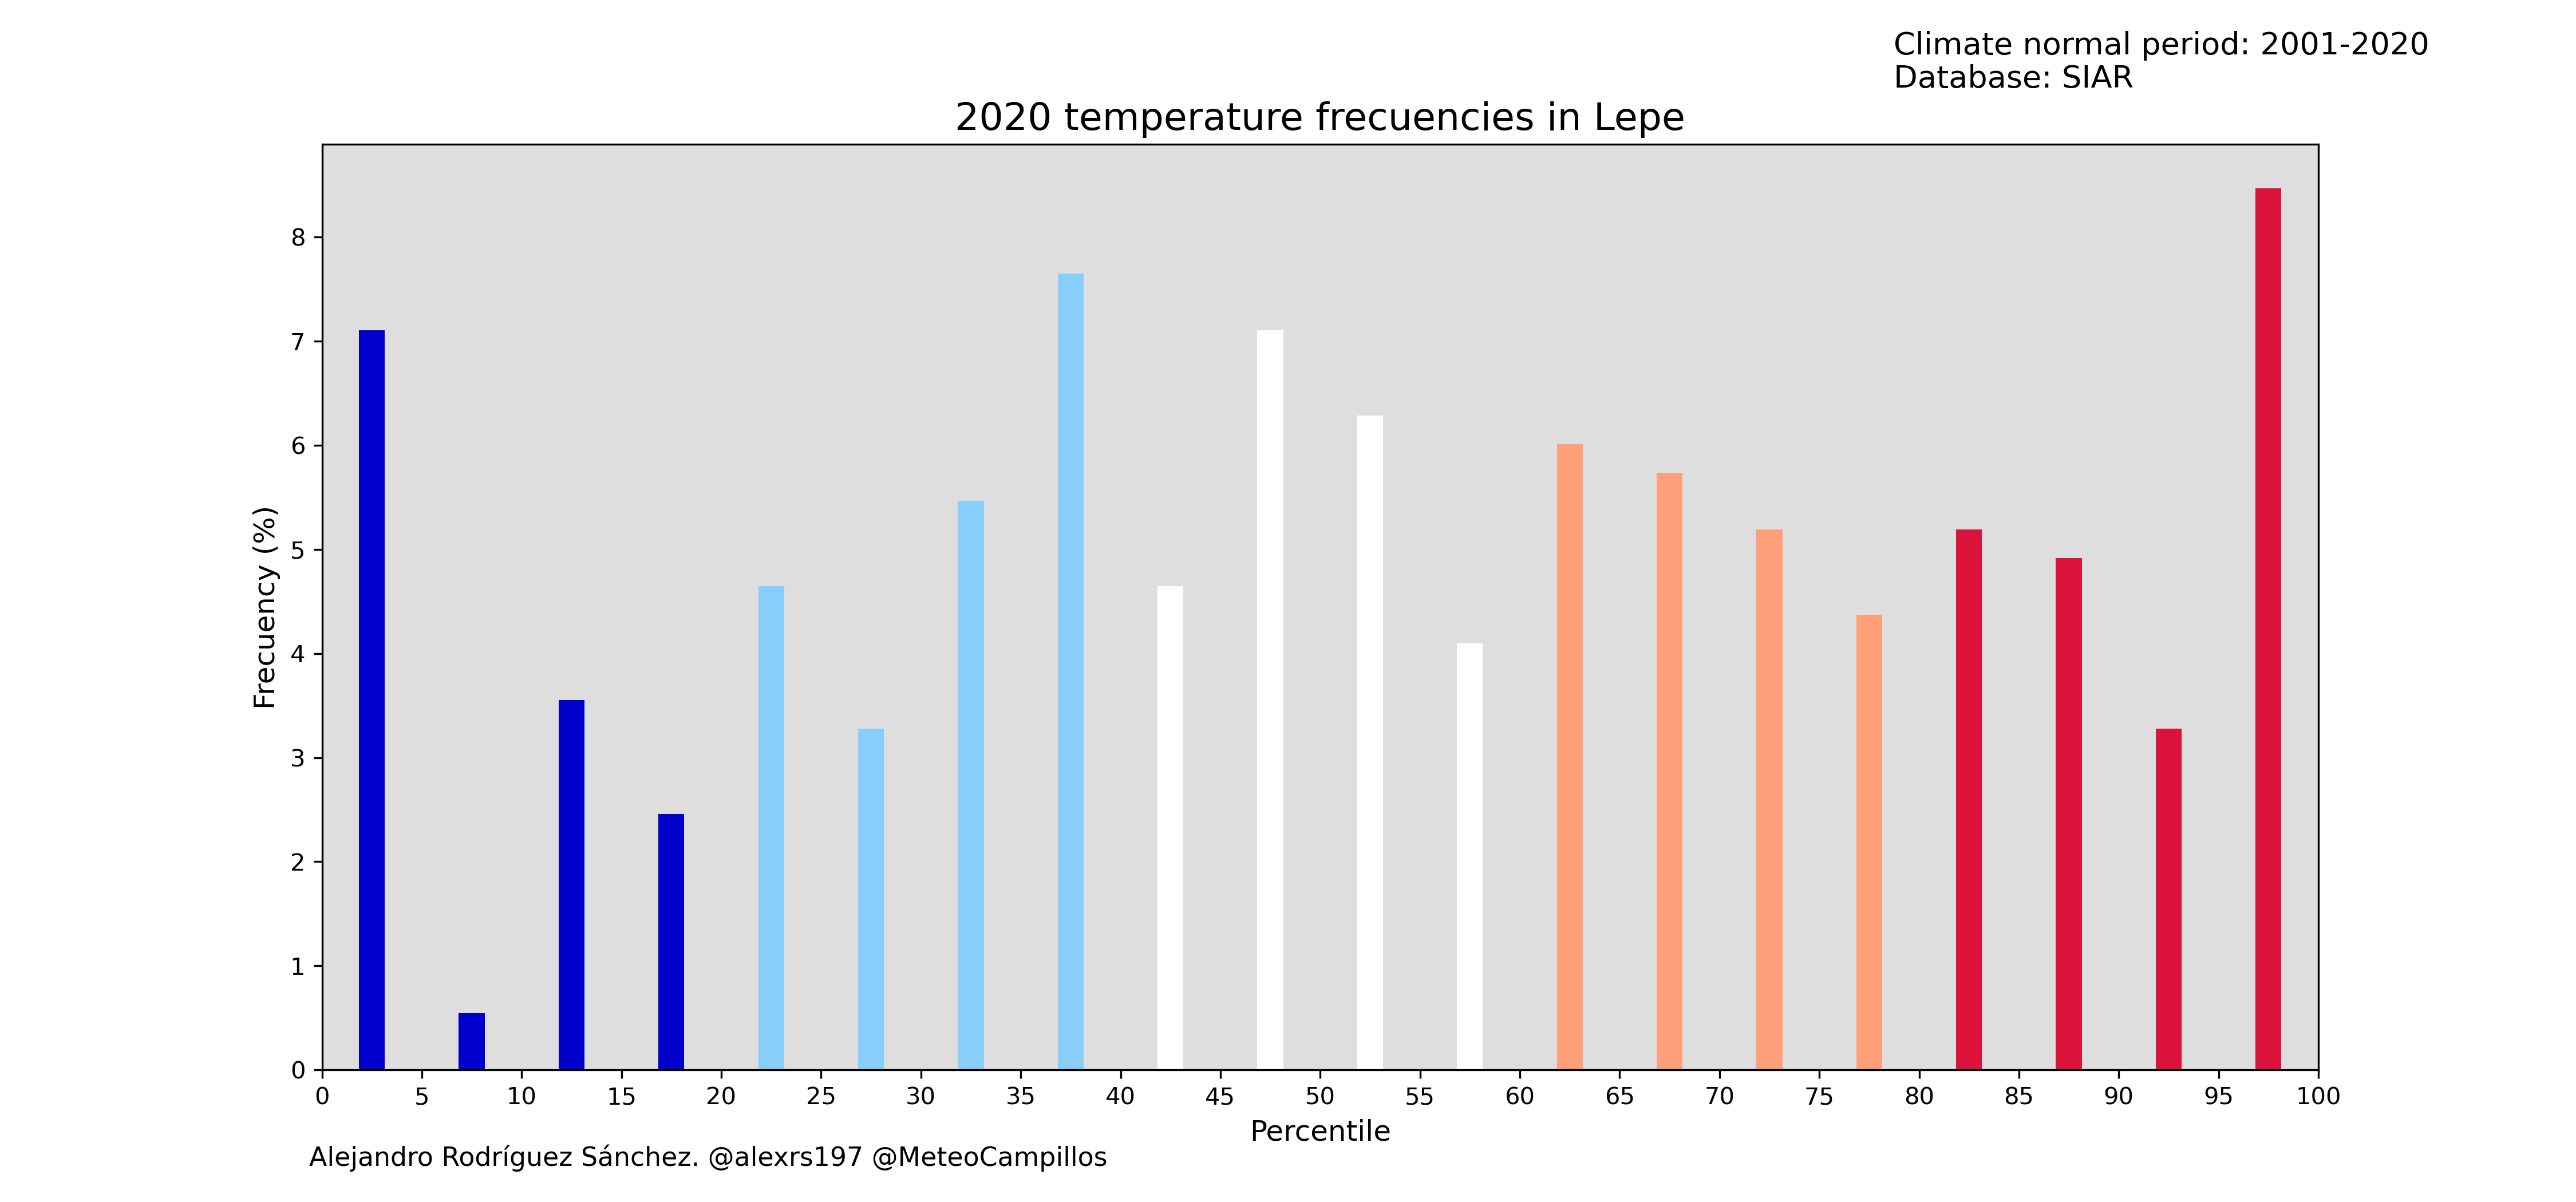 Climate normal period: 2001-2020
Database: SIAR
2020 temperature frecuencies in Lepe
Frecuency (%)
8
7
6
5
4
3
2
1
0
0 5 10 15 20 25 30 35 40 45 50 55 60 65 70 75 80 85 90 95 100
Percentile
Alejandro Rodríguez Sánchez. @alexrs197 @MeteoCampillos